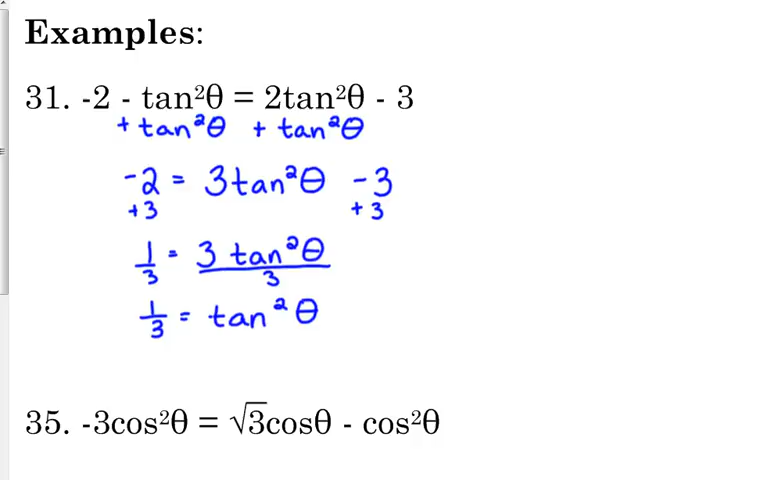 Examples:
31. -2 - tan²θ = 2tan²θ - 3
+ tan²θ + tan²θ
-2 = 3tan²θ -3
+3 +3
1/3 = 3 tan²θ/3
1/3 = tan²θ
35. -3cos²θ = √3cosθ - cos²θ